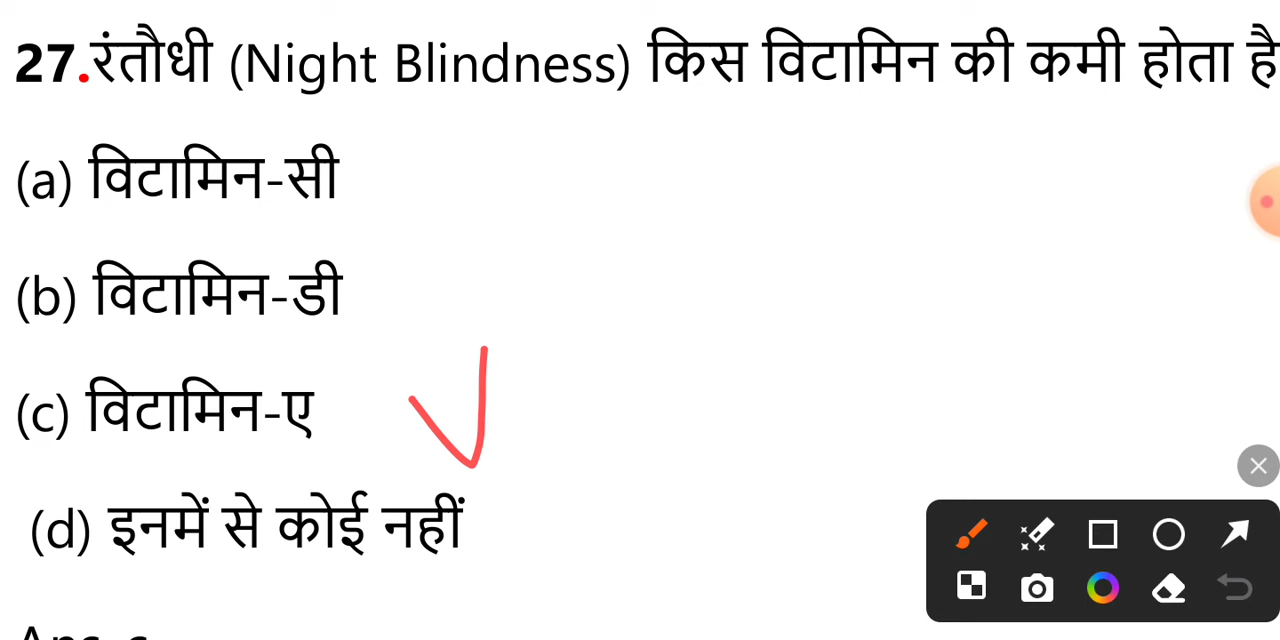 27.रंतौधी (Night Blindness) किस विटामिन की कमी होता है
(a) विटामिन-सी
(b) विटामिन-डी
(c) विटामिन-ए
(d) इनमें से कोई नहीं